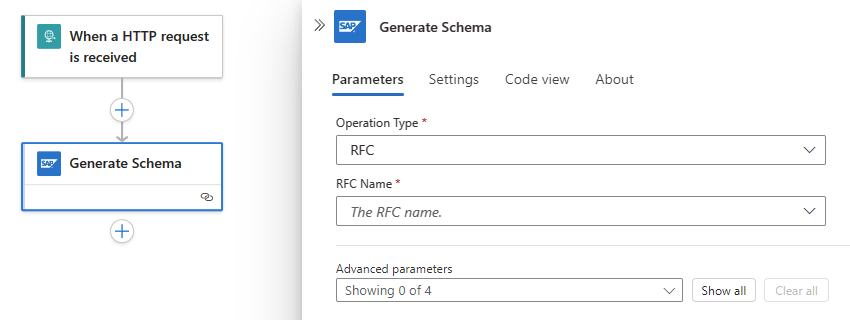 When a HTTP request
is received
SAP
Generate Schema
SAP
Generate Schema
Parameters
Settings
Code view
About
Operation Type *
RFC
RFC Name *
The RFC name.
Advanced parameters
Showing 0 of 4
Show all
Clear all